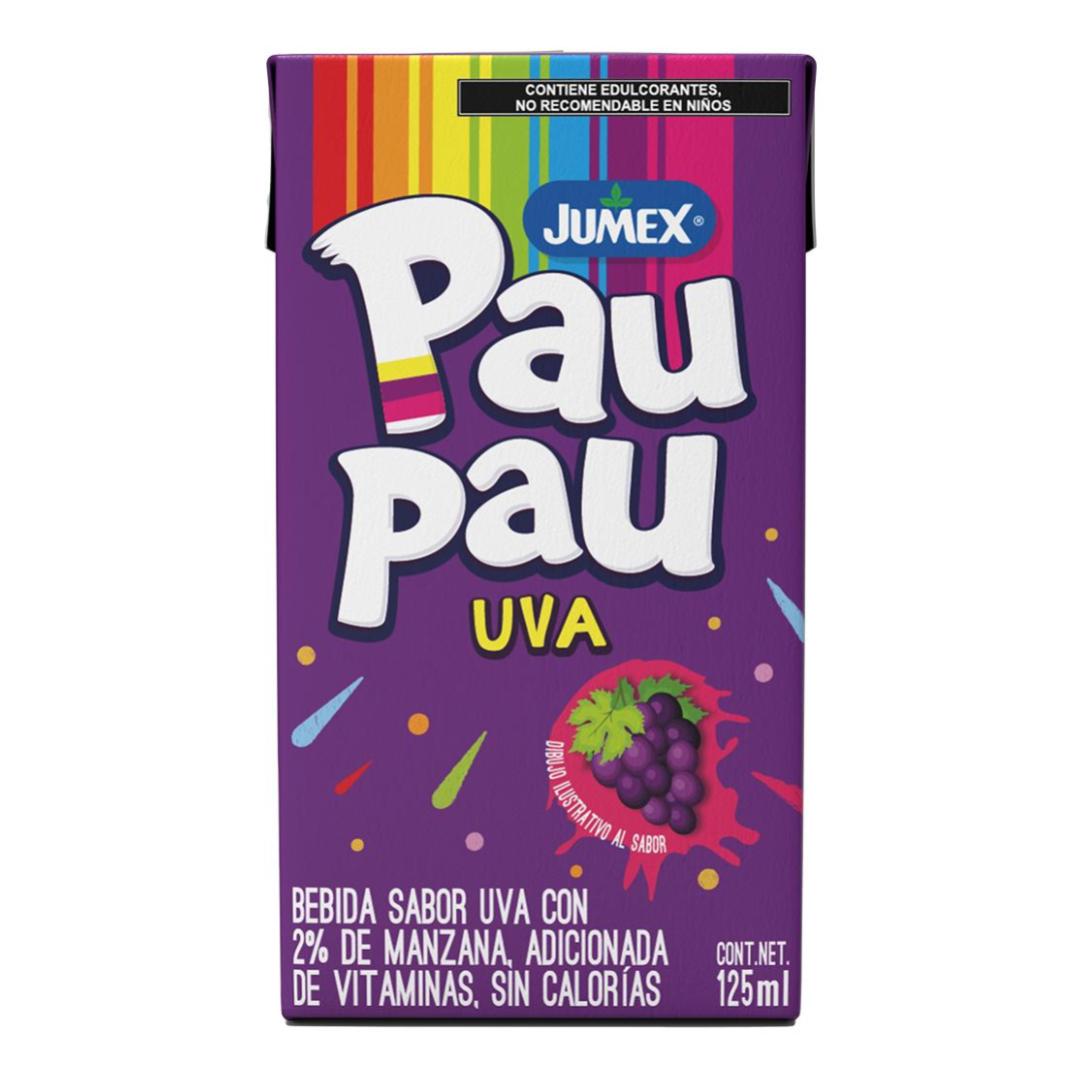 CONTIENE EDULCORANTES,
NO RECOMENDABLE EN NIÑOS
JUMEX®
Pau
pau
UVA
DIBUJO ILUSTRATIVO AL SABOR
BEBIDA SABOR UVA CON
2% DE MANZANA, ADICIONADA
DE VITAMINAS, SIN CALORÍAS
CONT.NET.
125ml